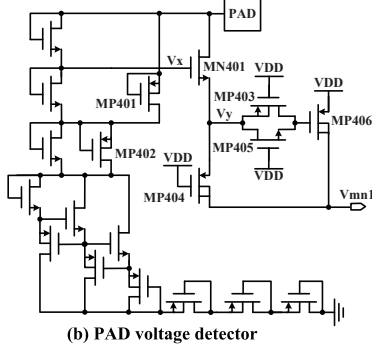 PAD
Vx
MN401
VDD
MP403
VDD
MP401
Vy
MP406
MP402
VDD
MP405
VDD
MP404
Vmn1
(b) PAD voltage detector